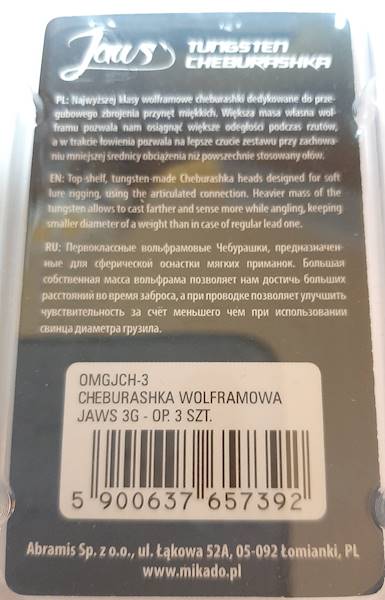 Jaws TUNGSTEN
CHEBURASHKA
PL: Najwyższej klasy wolframowe cheburashki dedykowane do prze-
gubowego zbrojenia przynęt miękkich. Większa masa własna wol-
framu pozwala nam osiągnąć większe odegłości podczas rzutów,
a w trakcie łowienia pozwala na lepsze czucie zestawu przy zachowa-
niu mniejszej średnicy obciążenia niż powszechnie stosowany ołów.
EN: Top-shelf, tungsten-made Cheburashka heads designed for soft
lure rigging, using the articulated connection. Heavier mass of the
tungsten allows to cast farther and sense more while angling, keeping
smaller diameter of a weight than in case of regular lead one.
RU: Первоклассные вольфрамовые Чебурашки, предназначен-
ные для сферической оснастки мягких приманок. Большая
собственная масса вольфрама позволяет нам достичь больших
расстояний во время заброса, а при проводке позволяет улучшить
чувствительность за счёт меньшего чем при использовании
свинца диаметра грузила.
OMGJCH-3
CHEBURASHKA WOLFRAMOWA
JAWS 3G - OP. 3 SZT.
5 900637 657392
Abramis Sp. z o.o., ul. Łąkowa 52A, 05-092 Łomianki, PL
www.mikado.pl